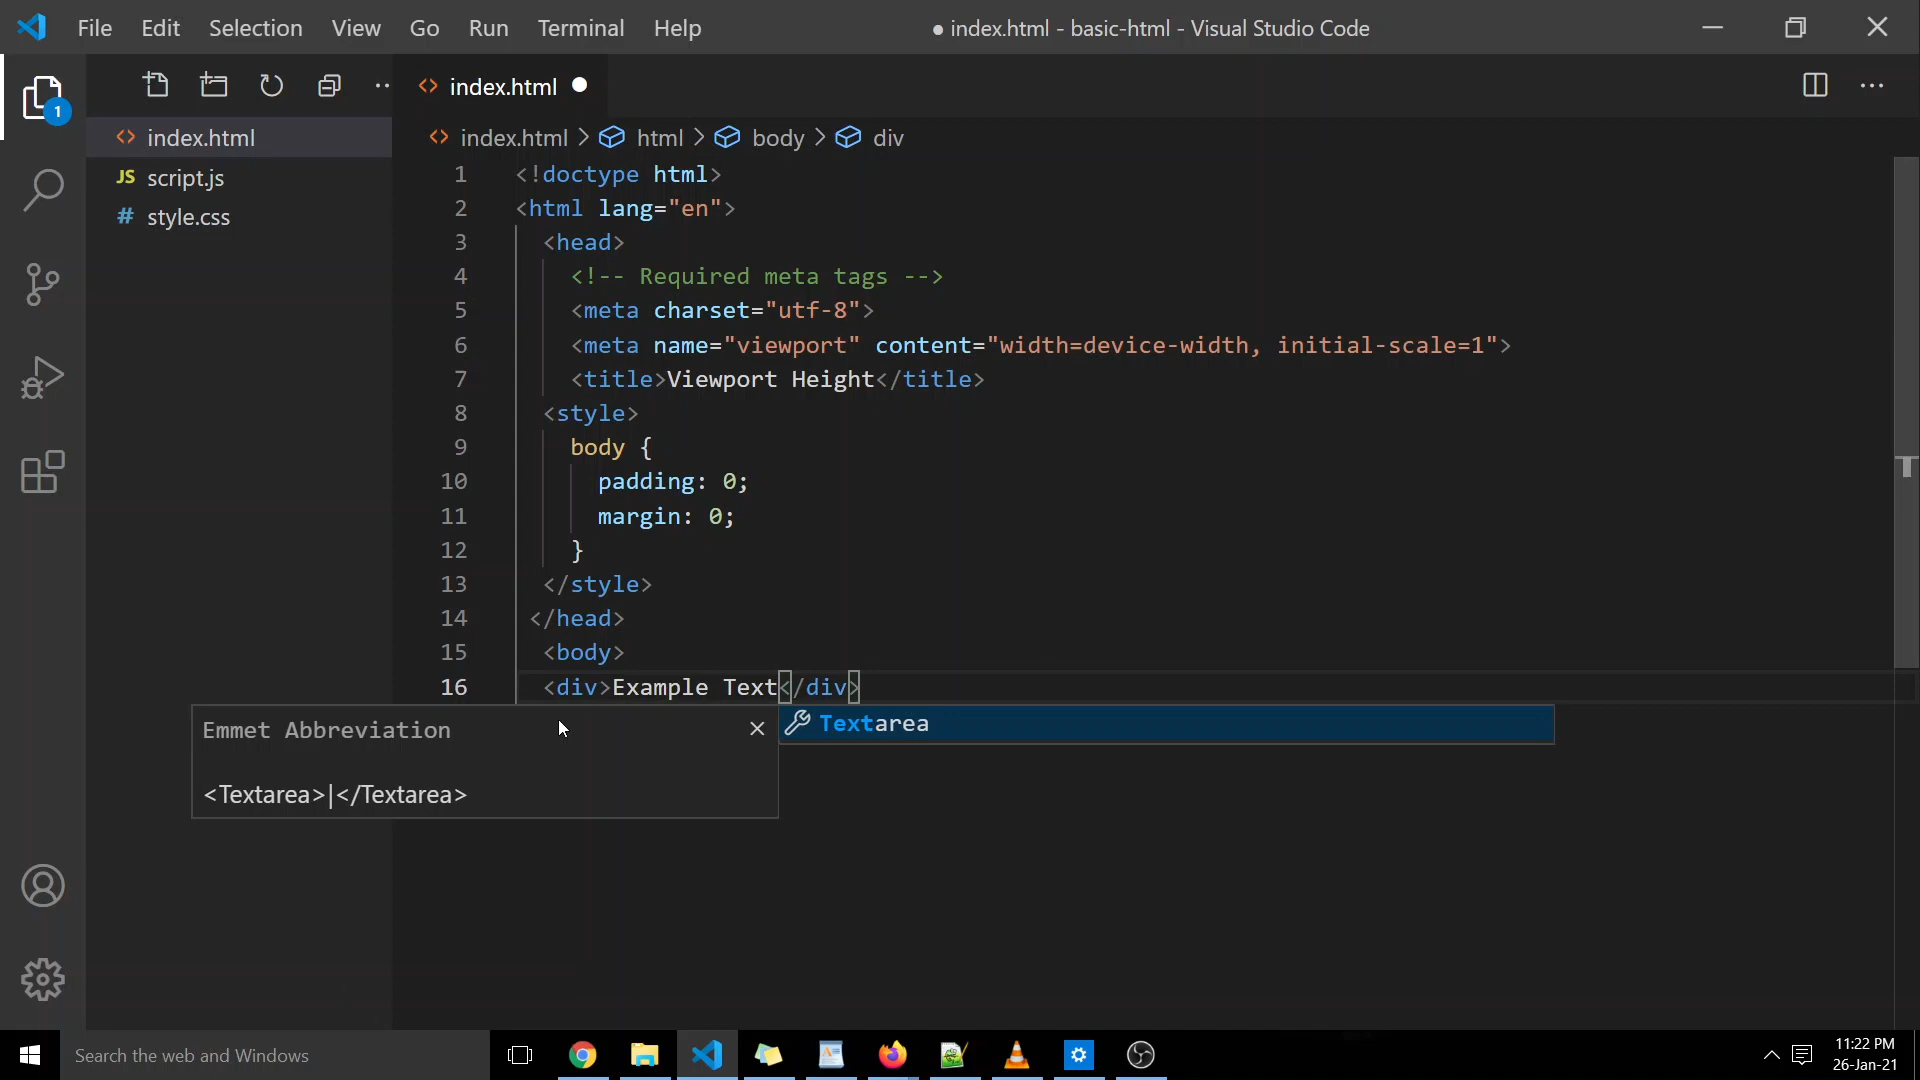 File Edit Selection View Go Run Terminal Help
● index.html - basic-html - Visual Studio Code
1
index.html
JS script.js
# style.css
<> index.html ●
<> index.html > html > body > div
1 <!doctype html>
2 <html lang="en">
3 <head>
4 <!-- Required meta tags -->
5 <meta charset="utf-8">
6 <meta name="viewport" content="width=device-width, initial-scale=1">
7 <title>Viewport Height</title>
8 <style>
9 body {
10 padding: 0;
11 margin: 0;
12 }
13 </style>
14 </head>
15 <body>
16 <div>Example Text</div>
Textarea
Emmet Abbreviation
<Textarea>|</Textarea>
Search the web and Windows
11:22 PM
26-Jan-21